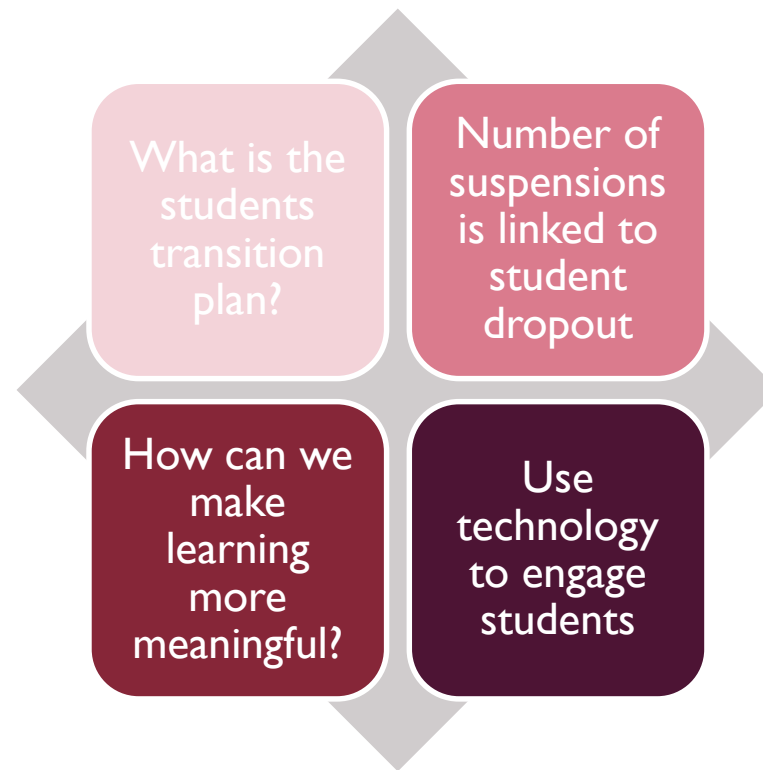 What is the
students
transition
plan?
Number of
suspensions
is linked to
student
dropout
How can we
make
learning
more
meaningful?
Use
technology
to engage
students